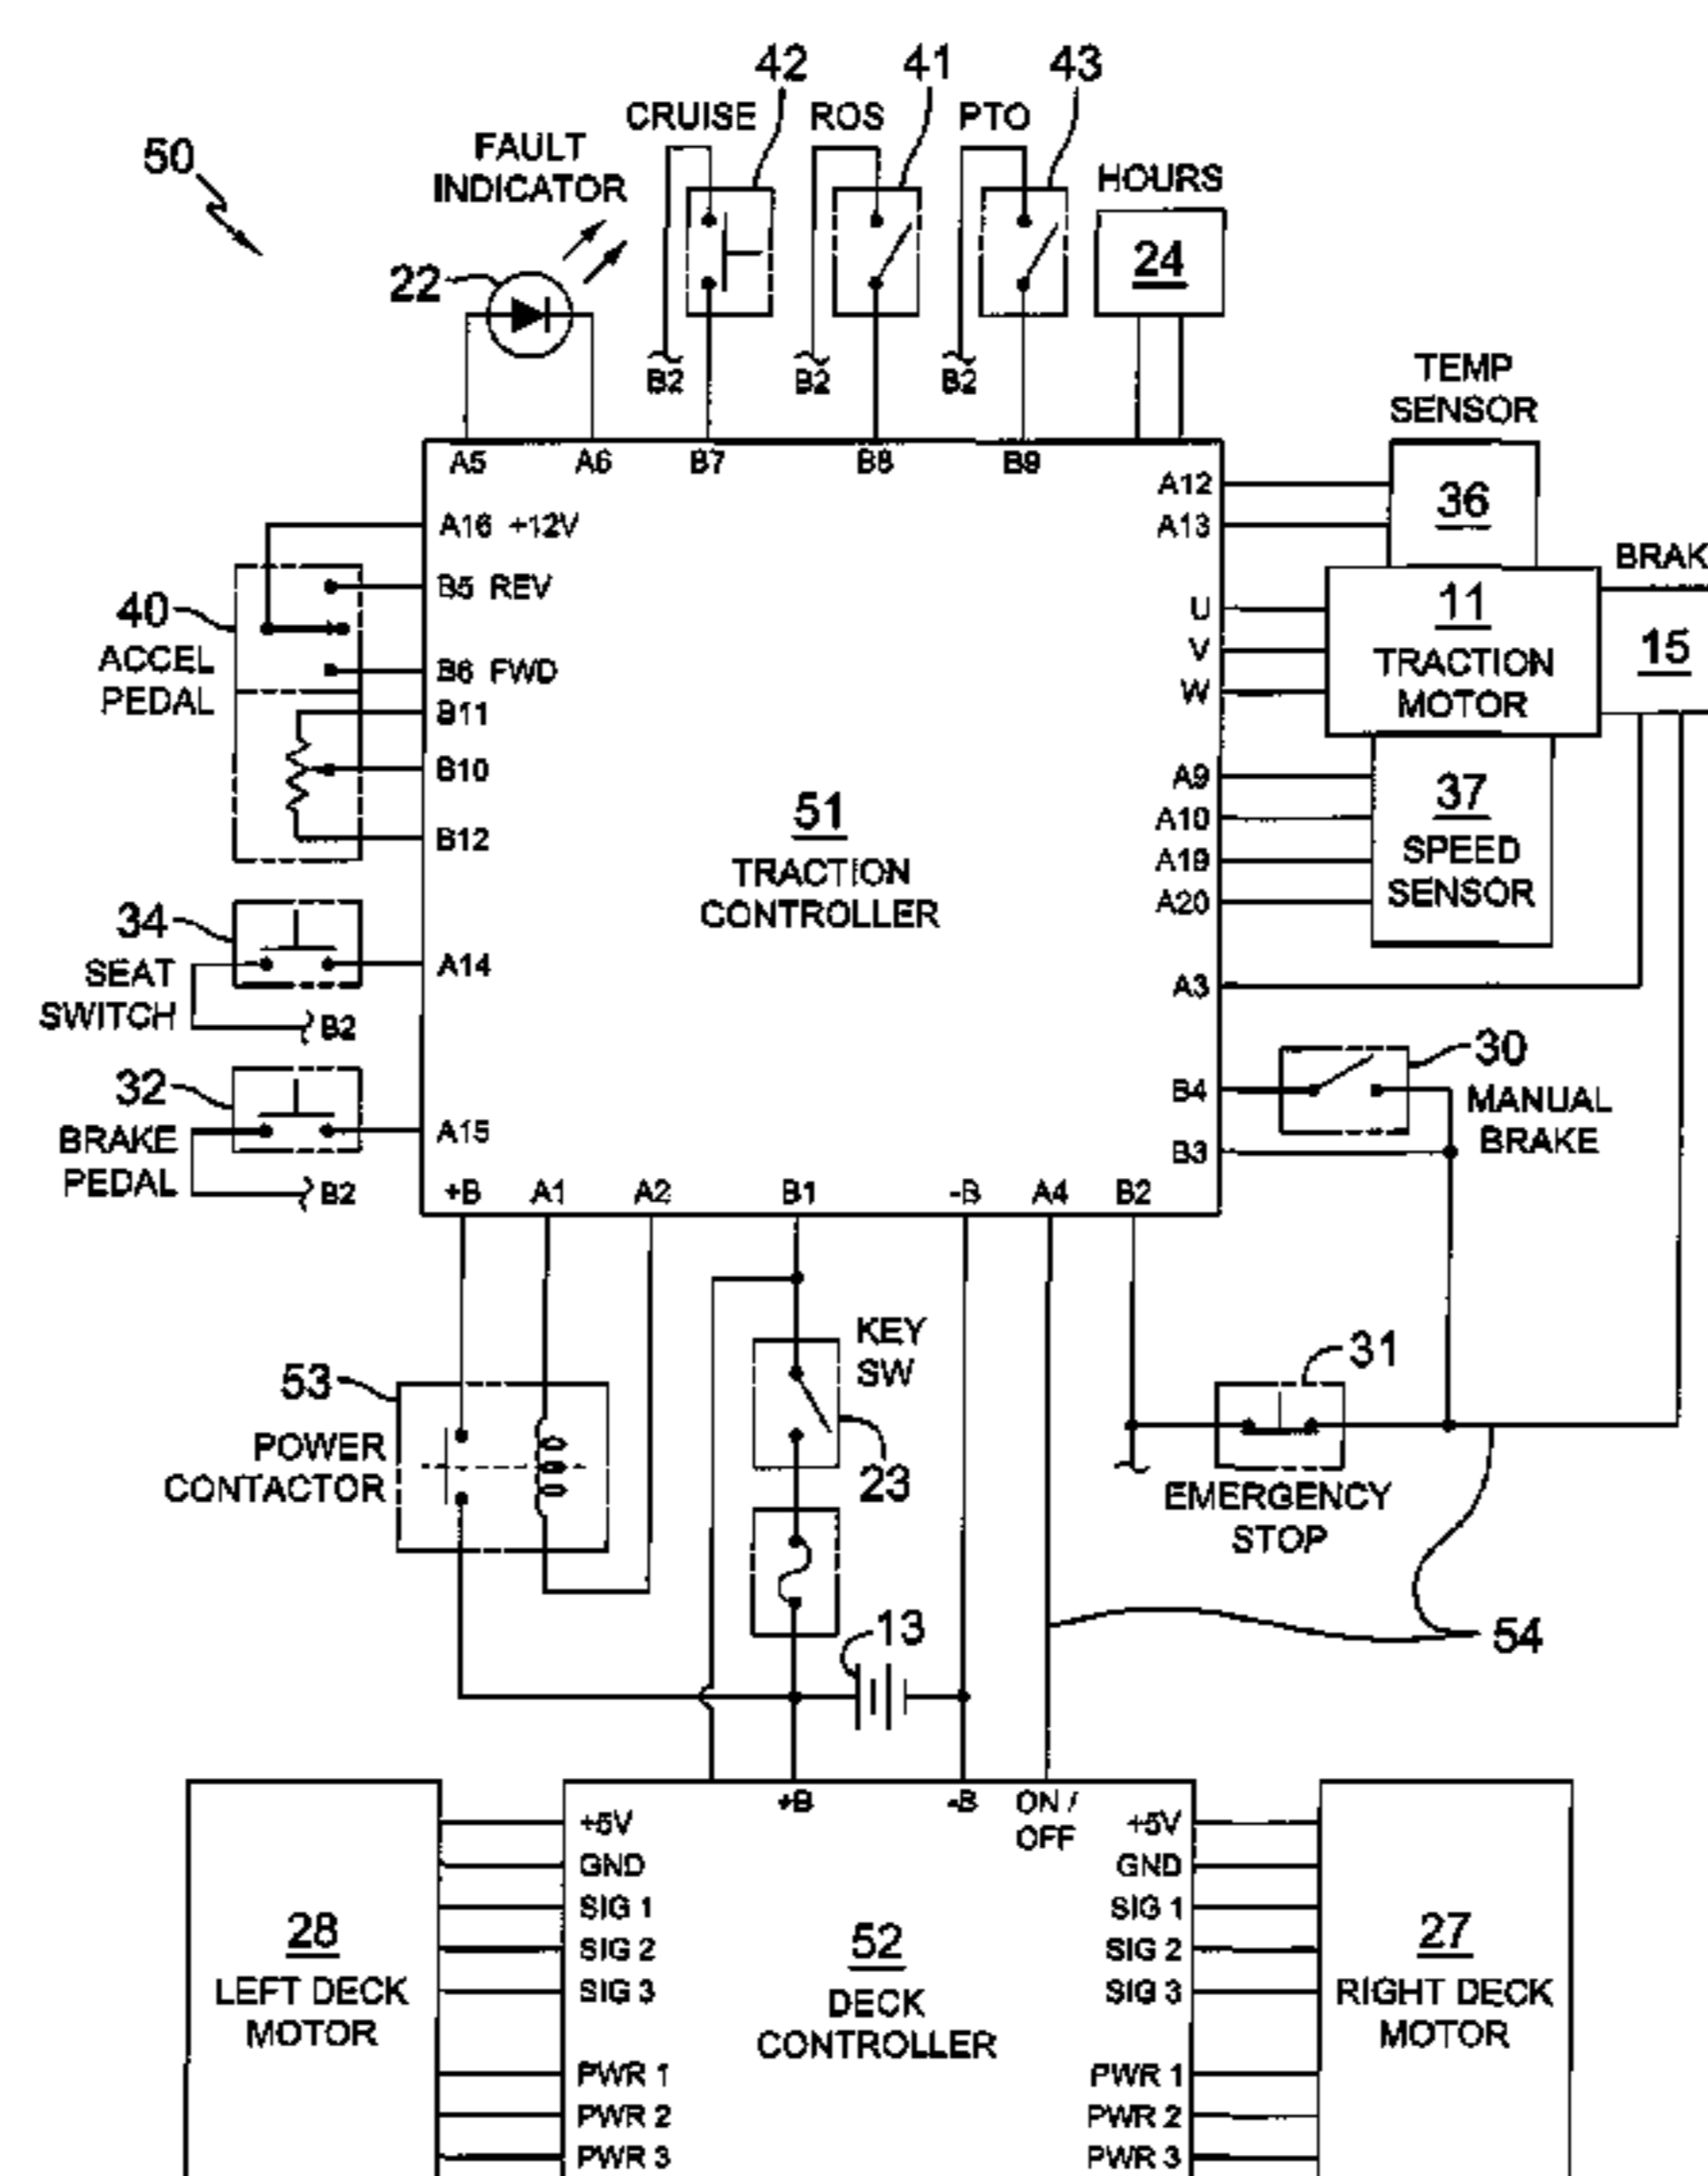 42
41
43
CRUISE
ROS
PTO
50
FAULT
INDICATOR
HOURS
24
22
B2
B2
B2
TEMP
SENSOR
A5
A6
B7
B8
B9
A12
A13
36
A16 +12V
BRAK
B5 REV
40
ACCEL
PEDAL
B6 FWD
B11
B10
B12
U
V
W
11
TRACTION
MOTOR
15
51
TRACTION
CONTROLLER
A9
A10
A19
A20
37
SPEED
SENSOR
34
SEAT
SWITCH
A14
B2
A3
32
BRAKE
PEDAL
A15
B2
B4
B3
30
MANUAL
BRAKE
+B
A1
A2
B1
-B
A4
B2
KEY
SW
53
POWER
CONTACTOR
23
31
EMERGENCY
STOP
13
54
+B
-B
ON /
OFF
28
LEFT DECK
MOTOR
+5V
GND
SIG 1
SIG 2
SIG 3
PWR 1
PWR 2
PWR 3
52
DECK
CONTROLLER
+5V
GND
SIG 1
SIG 2
SIG 3
PWR 1
PWR 2
PWR 3
27
RIGHT DECK
MOTOR